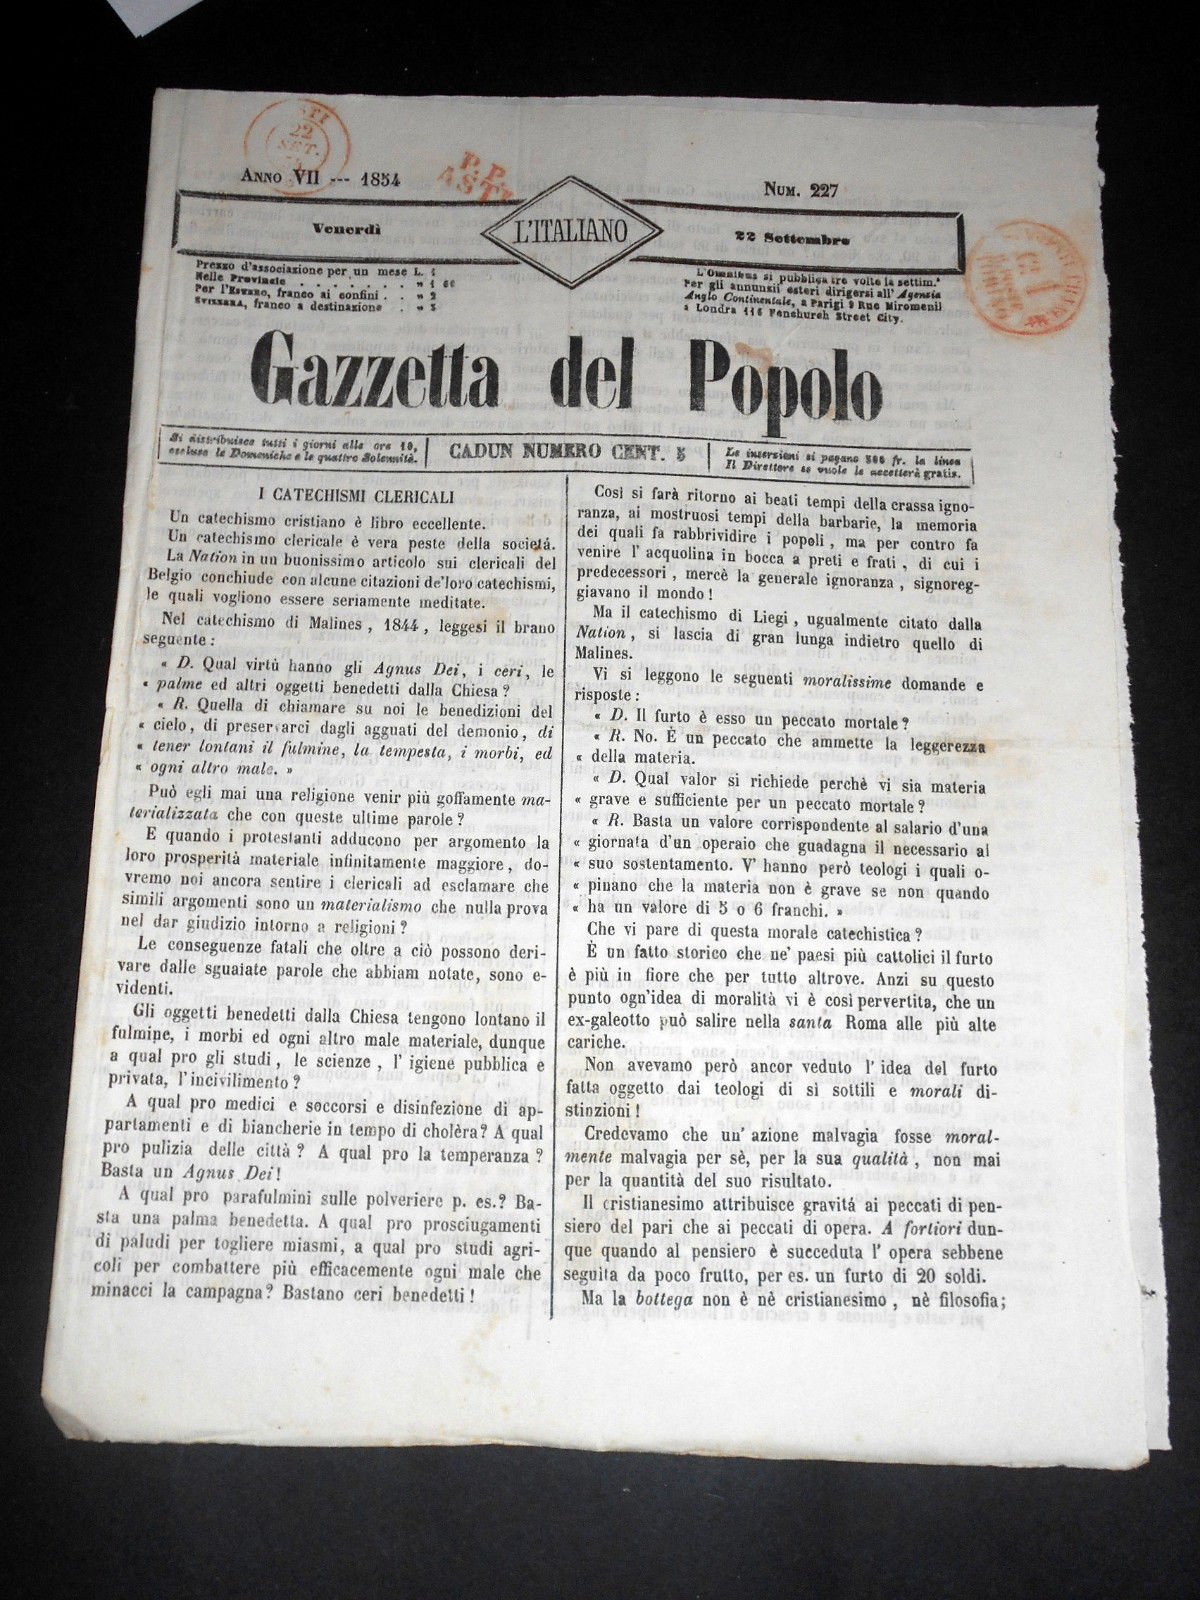 22
SET.
P. P.
ASTI
Anno VII --- 1854
Num. 227
Venerdì
L'ITALIANO
22 Settembre
Prezzo d'associazione per un mese L. 1
Nelle Provincie . . . . . . . » 1 60
Per l'Estero, franco ai confini . . » 2
Svizzera, franco a destinazione . . » 3
L'Omnibus si pubblica tre volte la settim.ª
Per gli annunzii esteri dirigersi all' Agenzia
Anglo Continentale, a Parigi 9 Rue Miromenil
a Londra 116 Fenshurch Street City.
Gazzetta del Popolo
Si distribuisce tutti i giorni alle ore 10,
escluse le Domeniche e le quattro Solennità.
CADUN NUMERO CENT. 5
Le inserzioni si pagano 500 fr. la linea
Il Direttore se vuole le accetterà gratis.
I CATECHISMI CLERICALI
Un catechismo cristiano è libro eccellente.
Un catechismo clericale è vera peste della societá.
La Nation in un buonissimo articolo sui clericali del
Belgio conchiude con alcune citazioni de'loro catechismi,
le quali vogliono essere seriamente meditate.
Nel catechismo di Malines , 1844 , leggesi il brano
seguente :
« D. Qual virtù hanno gli Agnus Dei, i ceri, le
« palme ed altri oggetti benedetti dalla Chiesa ?
« R. Quella di chiamare su noi le benedizioni del
« cielo, di preservarci dagli agguati del demonio, di
« tener lontani il fulmine, la tempesta, i morbi, ed
« ogni altro male. »
Può egli mai una religione venir più goffamente ma-
terializzata che con queste ultime parole ?
E quando i protestanti adducono per argomento la
loro prosperità materiale infinitamente maggiore, do-
vremo noi ancora sentire i clericali ad esclamare che
simili argomenti sono un materialismo che nulla prova
nel dar giudizio intorno a religioni ?
Le conseguenze fatali che oltre a ciò possono deri-
vare dalle sguaiate parole che abbiam notate, sono e-
videnti.
Gli oggetti benedetti dalla Chiesa tengono lontano il
fulmine, i morbi ed ogni altro male materiale, dunque
a qual pro gli studi , le scienze , l' igiene pubblica e
privata, l'incivilimento ?
A qual pro medici e soccorsi e disinfezione di ap-
partamenti e di biancherie in tempo di cholèra? A qual
pro pulizia delle città ? A qual pro la temperanza ?
Basta un Agnus Dei !
A qual pro parafulmini sulle polveriere p. es.? Ba-
sta una palma benedetta. A qual pro prosciugamenti
di paludi per togliere miasmi, a qual pro studi agri-
coli per combattere più efficacemente ogni male che
minacci la campagna? Bastano ceri benedetti !
Così si farà ritorno ai beati tempi della crassa igno-
ranza, ai mostruosi tempi della barbarie, la memoria
dei quali fa rabbrividire i popoli , ma per contro fa
venire l' acquolina in bocca a preti e frati , di cui i
predecessori , mercè la generale ignoranza , signoreg-
giavano il mondo !
Ma il catechismo di Liegi , ugualmente citato dalla
Nation , si lascia di gran lunga indietro quello di
Malines.
Vi si leggono le seguenti moralissime domande e
risposte :
« D. Il furto è esso un peccato mortale ?
« R. No. È un peccato che ammette la leggerezza
« della materia.
« D. Qual valor si richiede perchè vi sia materia
« grave e sufficiente per un peccato mortale ?
« R. Basta un valore corrispondente al salario d'una
« giornata d'un operaio che guadagna il necessario al
« suo sostentamento. V' hanno però teologi i quali o-
« pinano che la materia non è grave se non quando
« ha un valore di 5 o 6 franchi. »
Che vi pare di questa morale catechistica ?
È un fatto storico che ne' paesi più cattolici il furto
è più in fiore che per tutto altrove. Anzi su questo
punto ogn'idea di moralità vi è così pervertita, che un
ex-galeotto può salire nella santa Roma alle più alte
cariche.
Non avevamo però ancor veduto l' idea del furto
fatta oggetto dai teologi di sì sottili e morali di-
stinzioni !
Credevamo che un' azione malvagia fosse moral-
mente malvagia per sè, per la sua qualità , non mai
per la quantità del suo risultato.
Il cristianesimo attribuisce gravitá ai peccati di pen-
siero del pari che ai peccati di opera. A fortiori dun-
que quando al pensiero è succeduta l' opera sebbene
seguita da poco frutto, per es. un furto di 20 soldi.
Ma la bottega non è nè cristianesimo , nè filosofia;